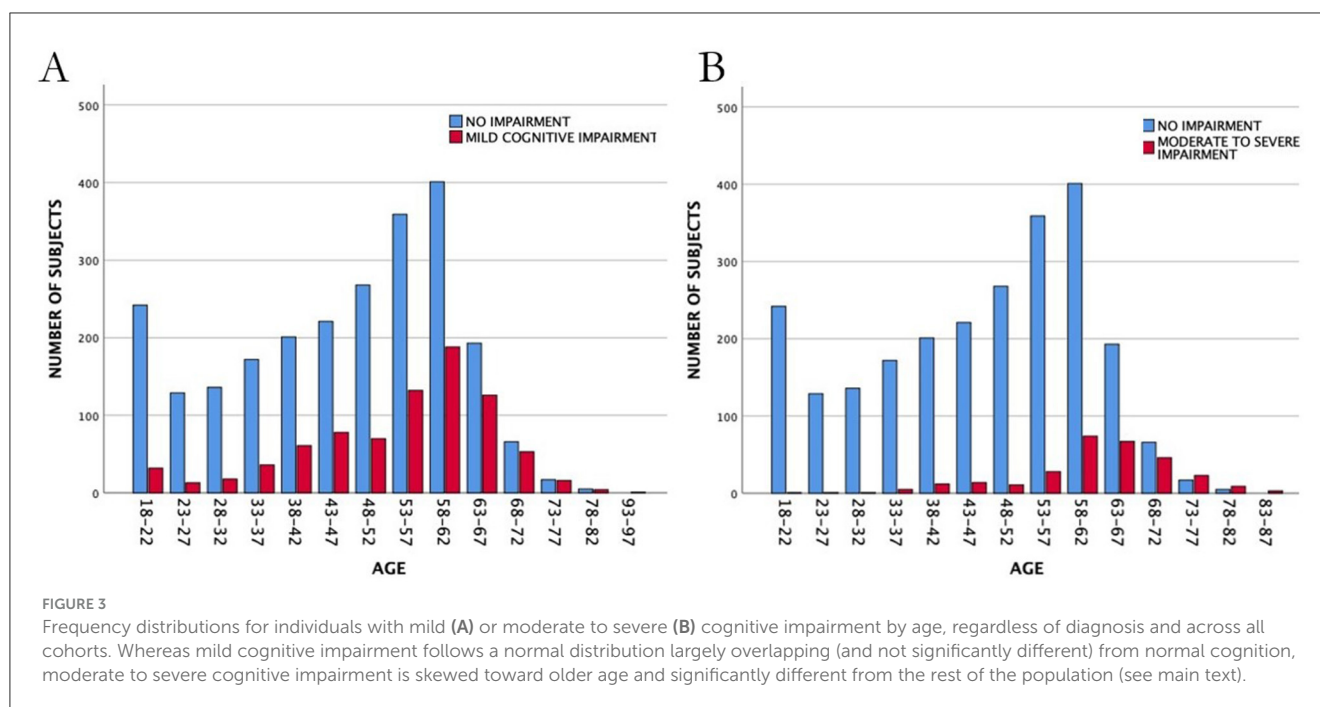 A
NUMBER OF SUBJECTS
500
400
300
200
100
0
NO IMPAIRMENT
MILD COGNITIVE IMPAIRMENT
18-22
23-27
28-32
33-37
38-42
43-47
48-52
53-57
58-62
63-67
68-72
73-77
78-82
93-97
AGE
B
NUMBER OF SUBJECTS
500
400
300
200
100
0
NO IMPAIRMENT
MODERATE TO SEVERE
IMPAIRMENT
18-22
23-27
28-32
33-37
38-42
43-47
48-52
53-57
58-62
63-67
68-72
73-77
78-82
83-87
AGE
FIGURE 3
Frequency distributions for individuals with mild (A) or moderate to severe (B) cognitive impairment by age, regardless of diagnosis and across all
cohorts. Whereas mild cognitive impairment follows a normal distribution largely overlapping (and not significantly different) from normal cognition,
moderate to severe cognitive impairment is skewed toward older age and significantly different from the rest of the population (see main text).